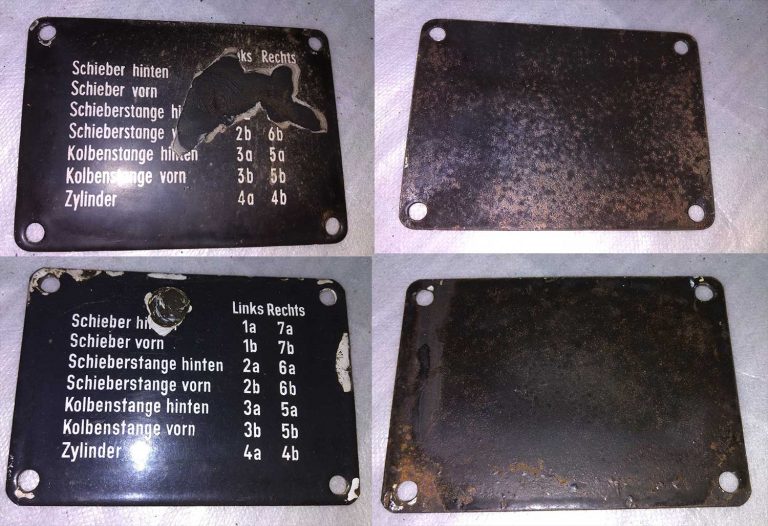 Links Rechts
Schieber hinten
Schieber vorn
Schieberstange
Schieberstange 2b 6b
Kolbenstange hinten 3a 5a
Kolbenstange vorn 3b 5b
Zylinder 4a 4b
Links Rechts
Schieber 1a 7a
Schieber vorn 1b 7b
Schieberstange hinten 2a 6a
Schieberstange vorn 2b 6b
Kolbenstange hinten 3a 5a
Kolbenstange vorn 3b 5b
Zylinder 4a 4b